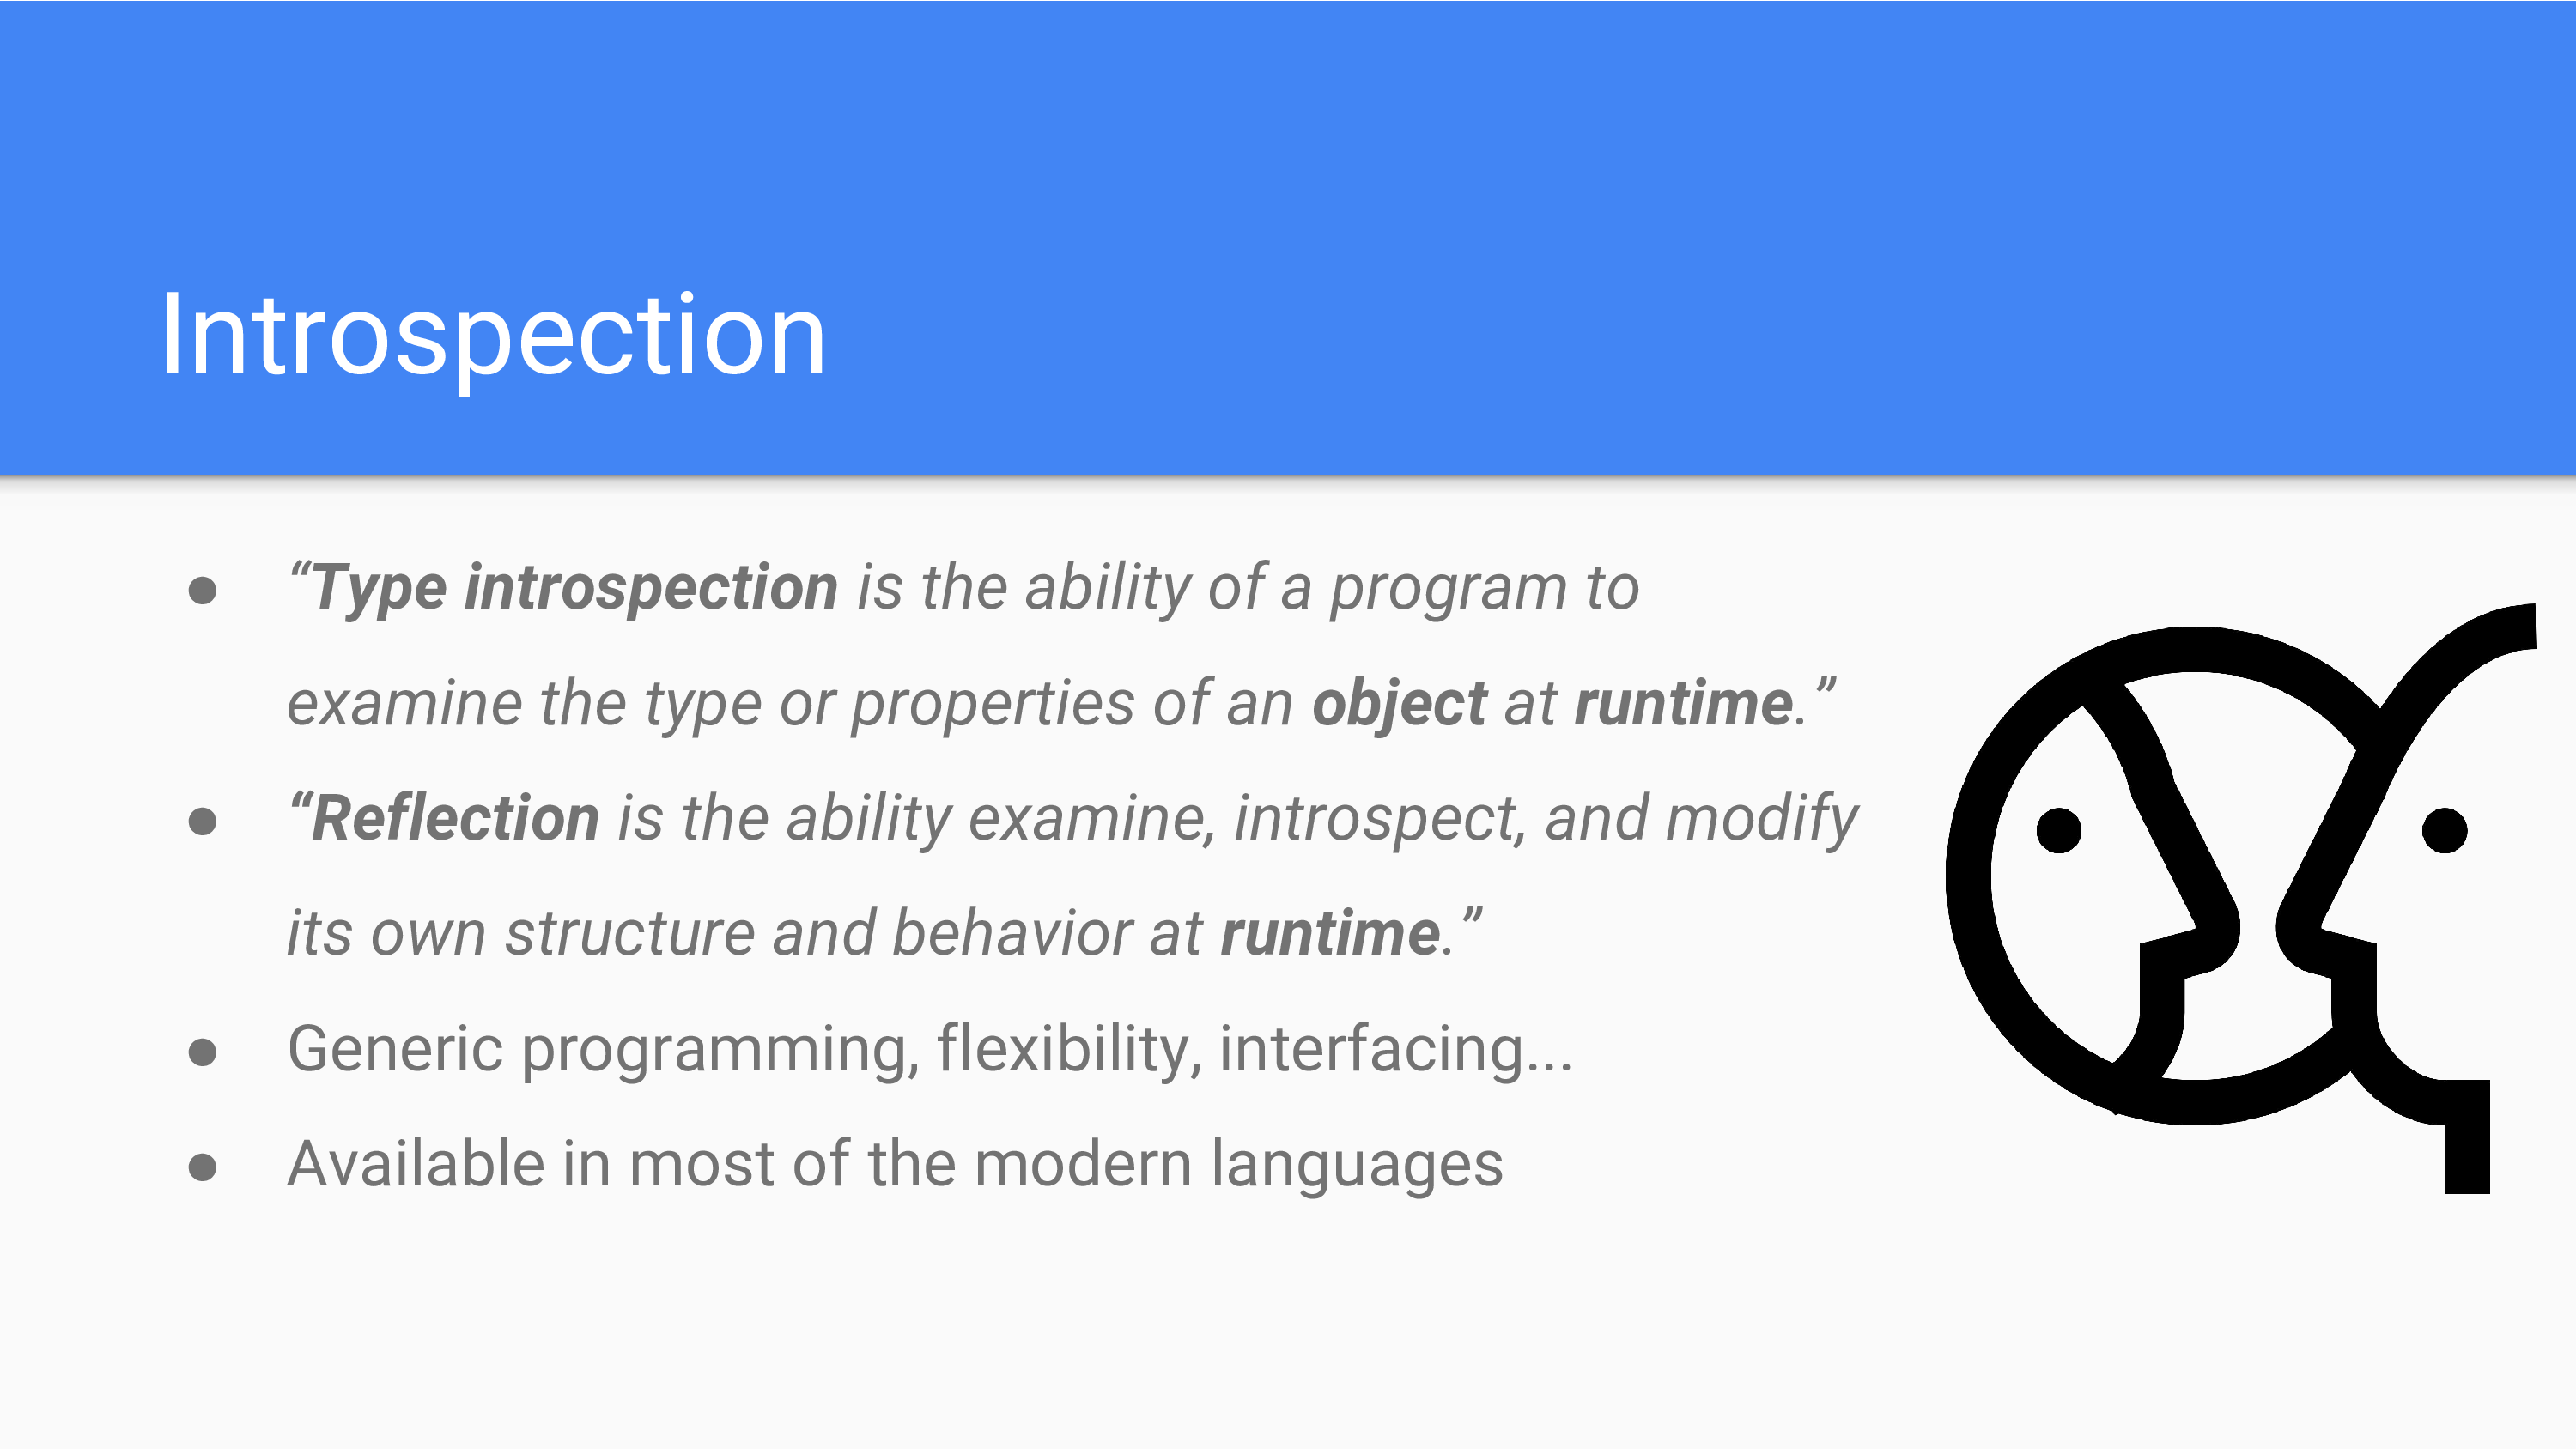 Introspection
● “Type introspection is the ability of a program to
examine the type or properties of an object at runtime.”
● “Reflection is the ability examine, introspect, and modify
its own structure and behavior at runtime.”
● Generic programming, flexibility, interfacing...
● Available in most of the modern languages